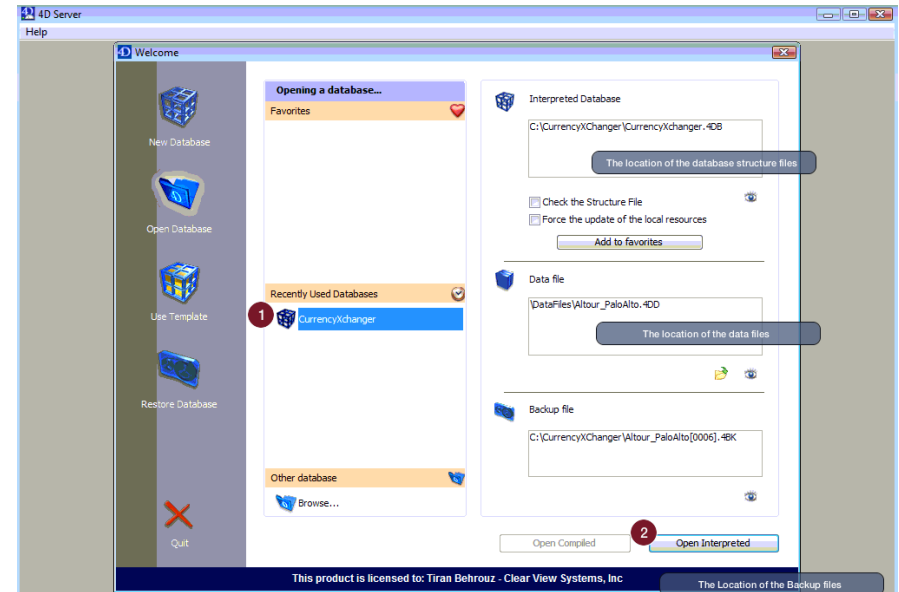 4D Server
Help
Welcome
New Database
Open Database
Use Template
Restore Database
Quit
Opening a database...
Favorites
Recently Used Databases
1
CurrencyXchanger
Other database
Browse...
Interpreted Database
C:\CurrencyXChanger\CurrencyXchanger.4DB
The location of the database structure files
Check the Structure File
Force the update of the local resources
Add to favorites
Data file
\DataFiles\Altour_PaloAlto.4DD
The location of the data files
Backup file
C:\CurrencyXChanger\Altour_PaloAlto[0006].4BK
Open Compiled
2
Open Interpreted
This product is licensed to: Tiran Behrouz - Clear View Systems, Inc
The Location of the Backup files